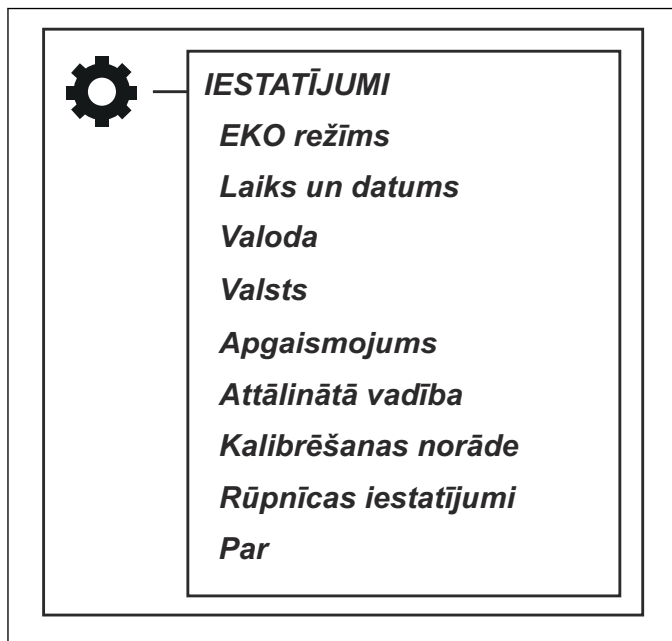 IESTATĪJUMI
EKO režīms
Laiks un datums
Valoda
Valsts
Apgaismojums
Attālinātā vadība
Kalibrēšanas norāde
Rūpnīcas iestatījumi
Par